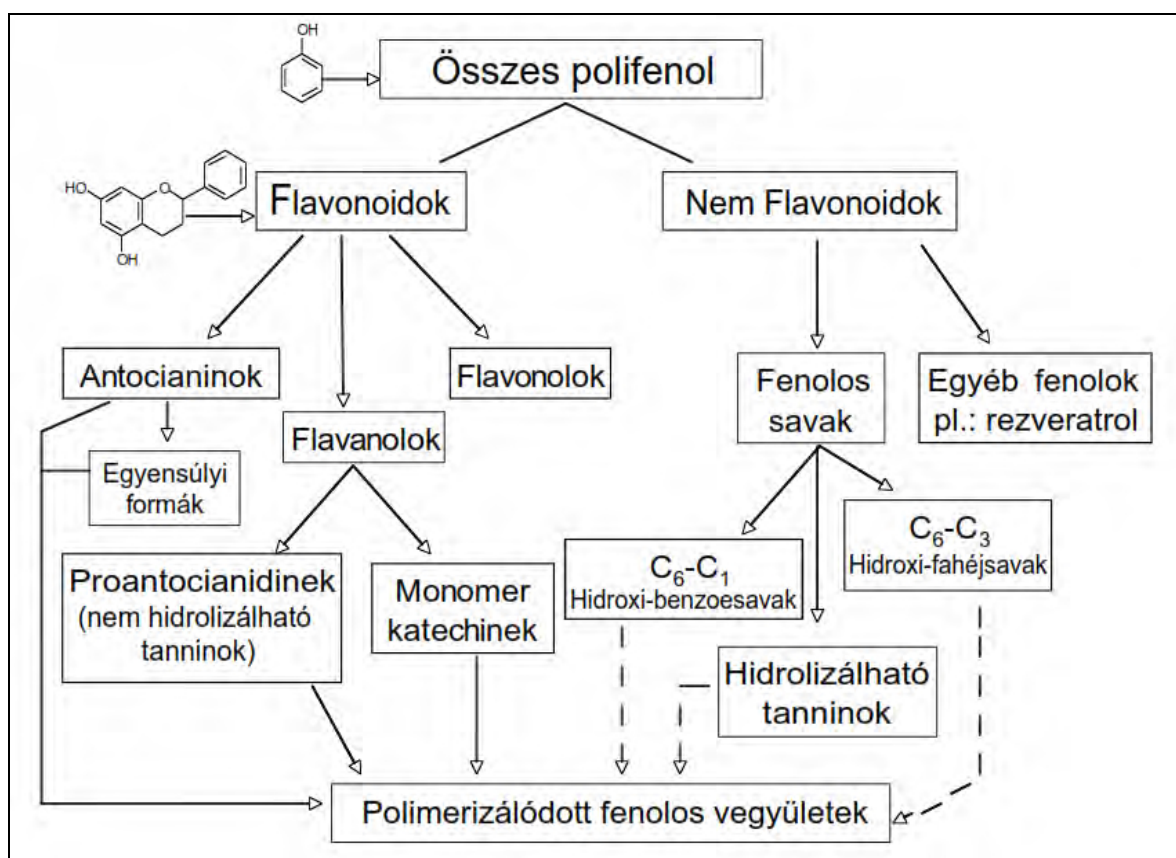 OH
Összes polifenol
HO
O
OH
Flavonoidok
Nem Flavonoidok
Antocianinok
Flavonolok
Fenolos
savak
Egyéb fenolok
pl.: rezveratrol
Flavanolok
Egyensúlyi
formák
C6-C1
Hidroxi-benzoesavak
C6-C3
Hidroxi-fahéjsavak
Proantocianidinek
(nem hidrolizálható
tanninok)
Monomer
katechinek
Hidrolizálható
tanninok
Polimerizálódott fenolos vegyületek